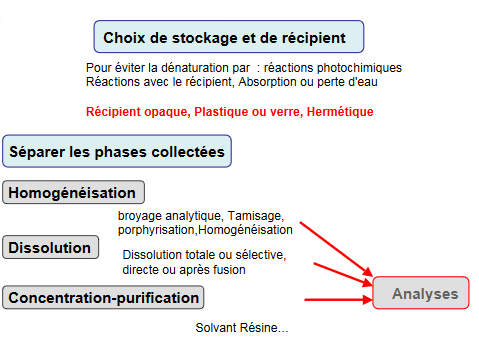 Choix de stockage et de récipient
Pour éviter la dénaturation par : réactions photochimiques
Réactions avec le récipient, Absorption ou perte d'eau
Récipient opaque, Plastique ou verre, Hermétique
Séparer les phases collectées
Homogénéisation
broyage analytique, Tamisage,
porphyrisation,Homogénéisation
Dissolution
Dissolution totale ou sélective,
directe ou après fusion
Concentration-purification
Analyses
Solvant Résine...